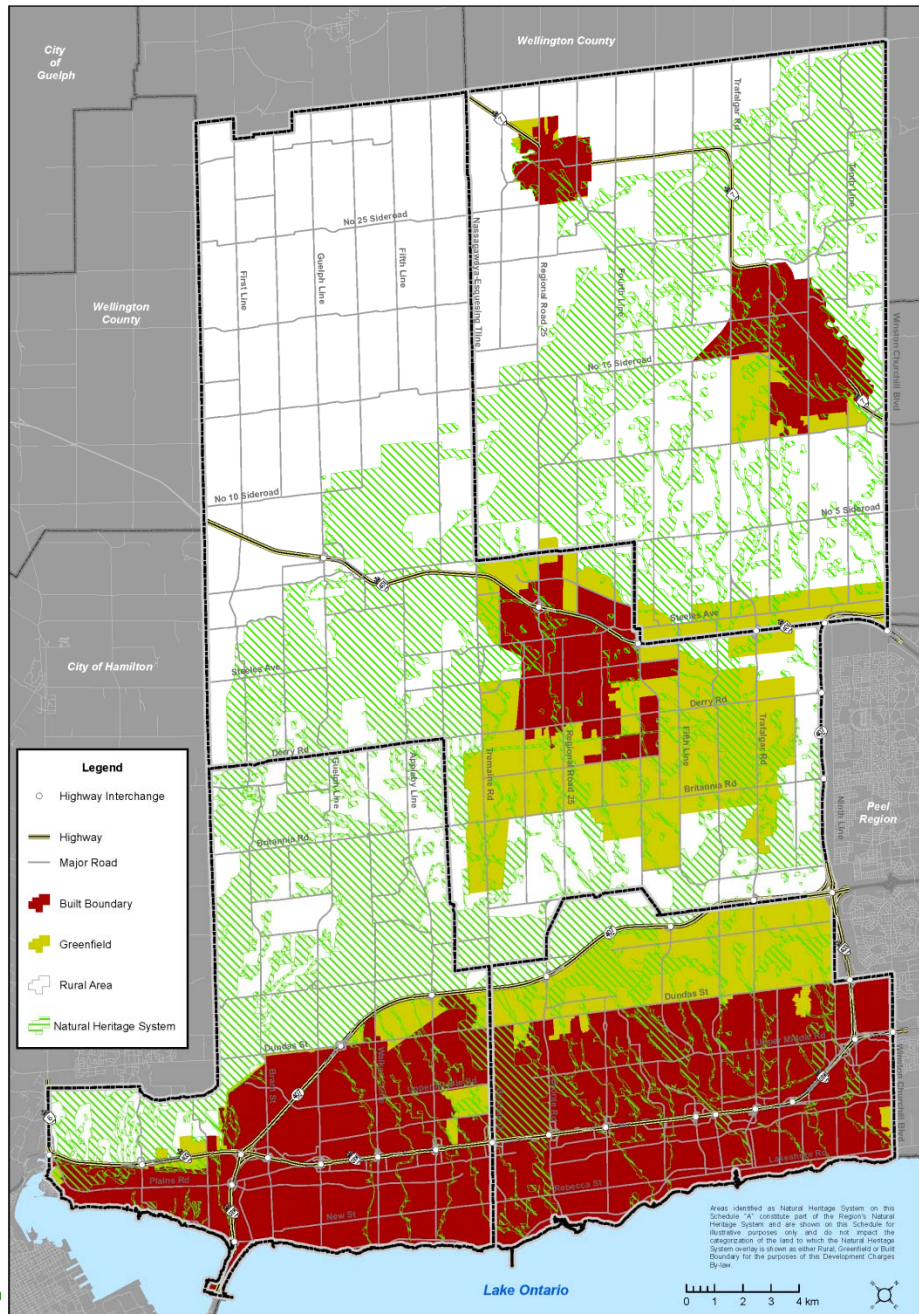 City
of
Guelph
Wellington County
Trafalgar Rd
Tenth Line
No 25 Sideroad
First Line
Guelph Line
Fifth Line
Nassagaweya-Esquesing Tline
Regional Road 25
Fourth Line
Wellington
County
Winston Churchill Blvd
No 15 Sideroad
No 10 Sideroad
No 5 Sideroad
Steeles Ave
City of Hamilton
Steeles Ave
Derry Rd
Derry Rd
Tremaine Rd
Regional Road 25
Fifth Line
Trafalgar Rd
Guelph Line
Appleby Line
Britannia Rd
Britannia Rd
Ninth Line
Peel
Region
Legend
Highway Interchange
Highway
Major Road
Built Boundary
Greenfield
Rural Area
Natural Heritage System
Dundas St
Dundas St
Upper Middle Rd
Brant St
Winston Churchill Blvd
Plains Rd
New St
Rebecca St
Lakeshore Rd
Areas identified as Natural Heritage System on this
Schedule "A" constitute part of the Region's Natural
Heritage System and are shown on this Schedule for
illustrative purposes only and do not impact the
categorization of the land to which the Natural Heritage
System overlay is shown as either Rural, Greenfield or Built
Boundary for the purposes of this Development Charges
By-law.
Lake Ontario
0 1 2 3 4 km